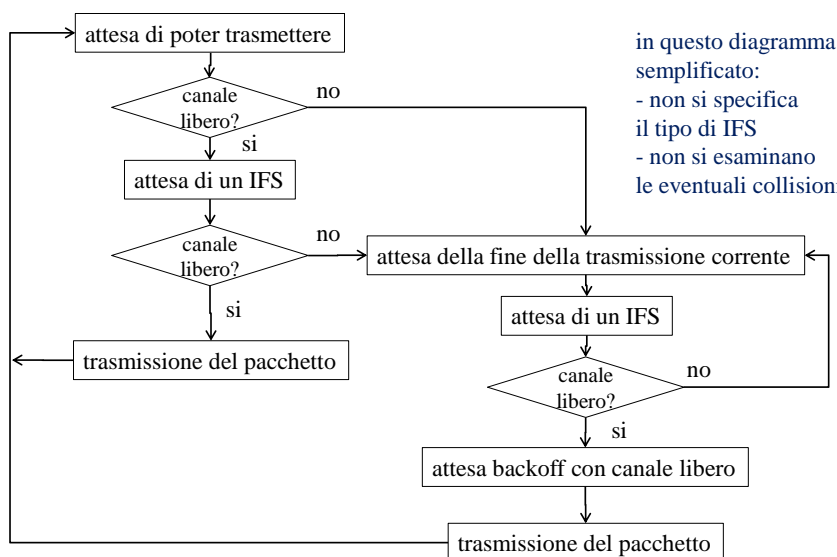 attesa di poter trasmettere
canale
libero?
no
si
attesa di un IFS
canale
libero?
no
si
trasmissione del pacchetto
in questo diagramma
semplificato:
- non si specifica
il tipo di IFS
- non si esaminano
le eventuali collision
attesa della fine della trasmissione corrente
attesa di un IFS
canale
libero?
no
si
attesa backoff con canale libero
trasmissione del pacchetto